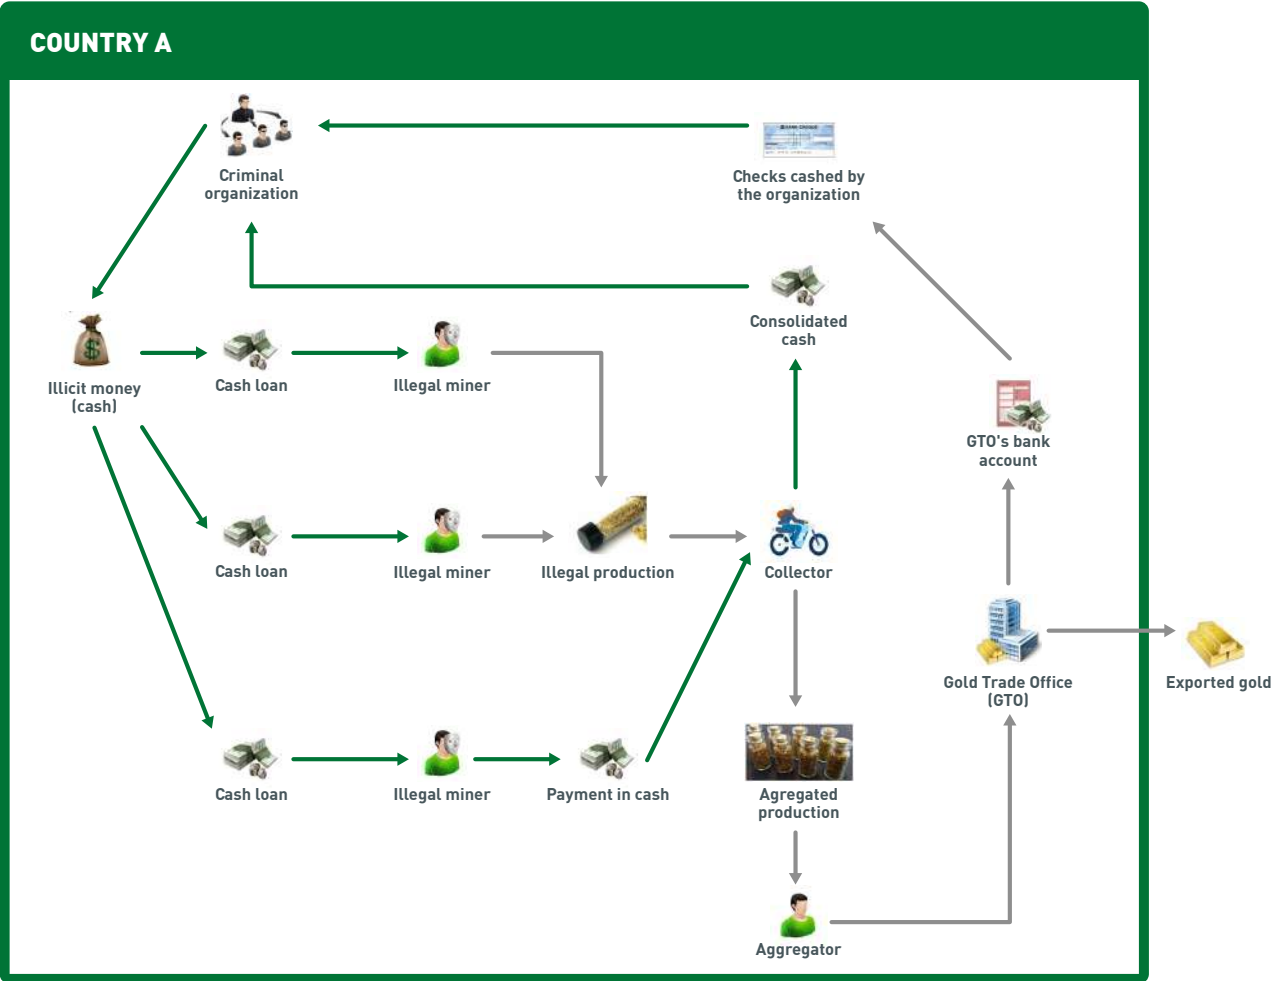 COUNTRY A
Criminal
organization
Checks cashed by
the organization
Consolidated
cash
Illicit money
(cash)
Cash loan
Illegal miner
GTO's bank
account
Cash loan
Illegal miner
Illegal production
Collector
Gold Trade Office
(GTO)
Exported gold
Cash loan
Illegal miner
Payment in cash
Agregated
production
Aggregator